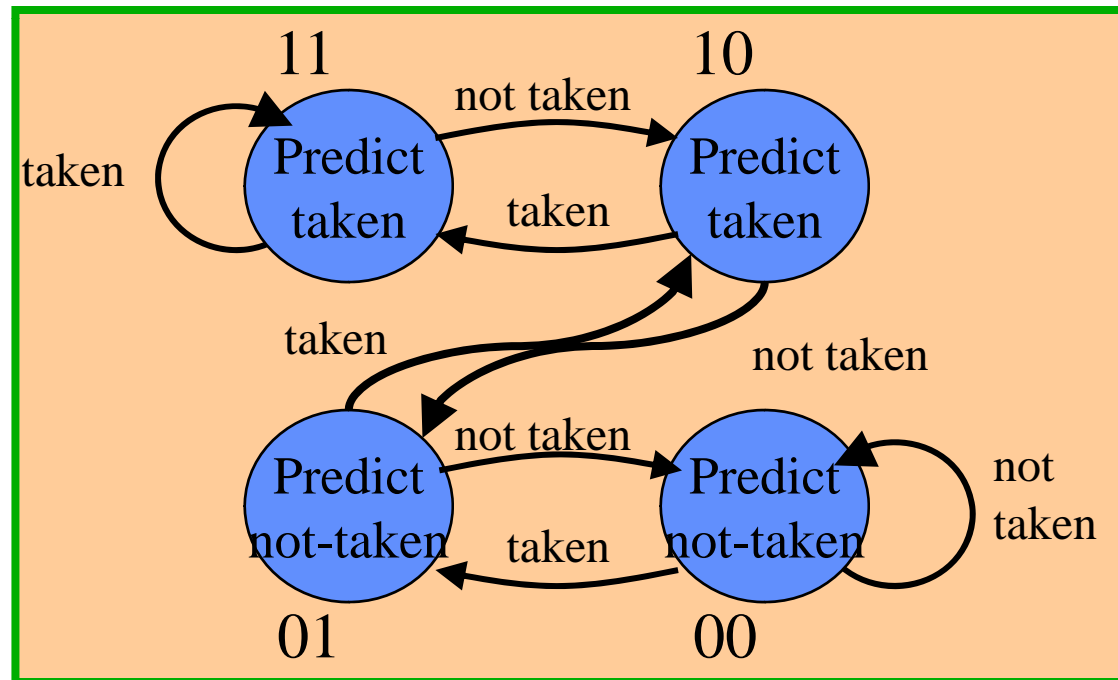 11
10
not taken
Predict
taken
Predict
taken
taken
taken
taken
not taken
not taken
Predict
not-taken
Predict
not-taken
not
taken
taken
01
00